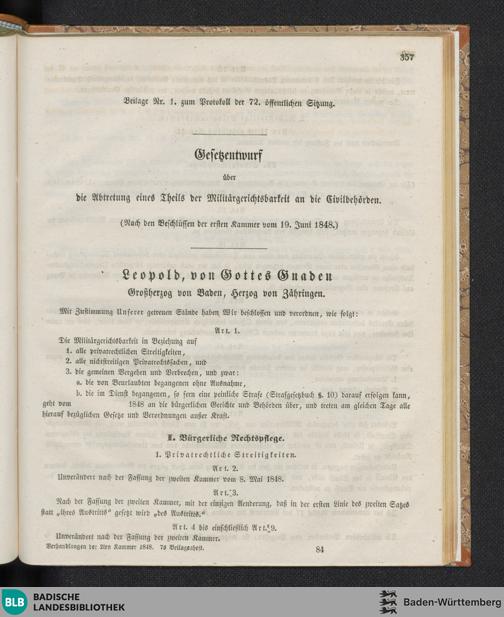 357
Beilage Nr. 1. zum Protokoll der 72. öffentlichen Sitzung.
Gesetzentwurf
über
die Abtretung eines Theils der Militärgerichtsbarkeit an die Civilbehörden.
(Nach den Beschlüssen der ersten Kammer vom 19. Juni 1848.)
Leopold, von Gottes Gnaden
Großherzog von Baden, Herzog von Zähringen.
Mit Zustimmung Unserer getreuen Stände haben Wir beschlossen und verordnen, wie folgt:
Art. 1.
Die Militärgerichtsbarkeit in Beziehung auf
1. alle privatrechtlichen Streitigkeiten,
2. alle nichtstreitigen Privatrechtssachen, und
3. die gemeinen Vergehen und Verbrechen, und zwar:
a. die von Beurlaubten begangenen ohne Ausnahme,
b. die im Dienst begangenen, so fern eine peinliche Strafe (Strafgesetzbuch §. 10) darauf erfolgen kann,
geht vom 1848 an die bürgerlichen Gerichte und Behörden über, und treten am gleichen Tage alle
hierauf bezüglichen Gesetze und Verordnungen außer Kraft.
I. Bürgerliche Rechtspflege.
1. Privatrechtliche Streitigkeiten.
Art. 2.
Unverändert nach der Fassung der zweiten Kammer vom 8. Mai 1848.
Art. 3.
Nach der Fassung der zweiten Kammer, mit der einzigen Aenderung, daß in der ersten Linie des zweiten Satzes
statt „ihres Austritts" gesetzt wird „des Austritts."
Art. 4 bis einschließlich Art. 9.
Unverändert nach der Fassung der zweiten Kammer.
Verhandlungen der 2ten Kammer 1848. 7s Beilagenheft.
84
BLB
BADISCHE
LANDESBIBLIOTHEK
Baden-Württemberg